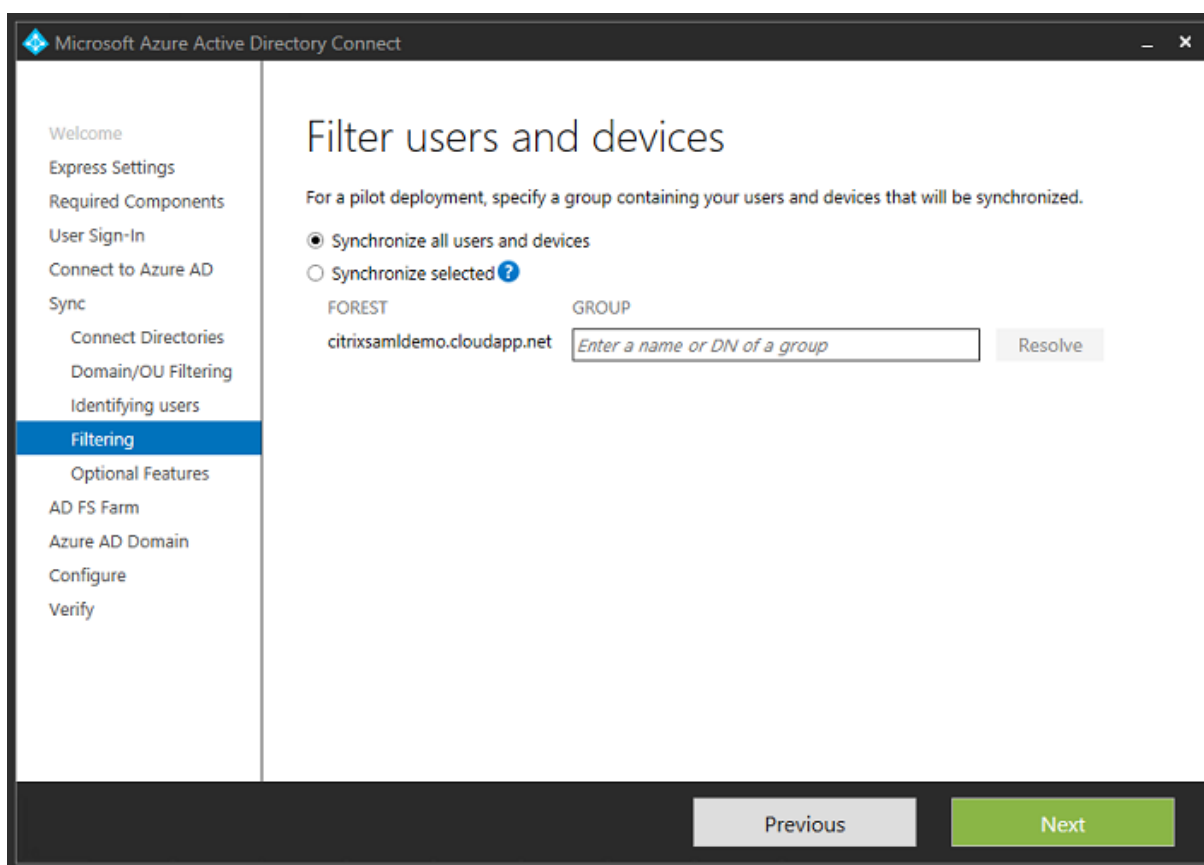 Microsoft Azure Active Directory Connect
Welcome
Express Settings
Required Components
User Sign-In
Connect to Azure AD
Sync
Connect Directories
Domain/OU Filtering
Identifying users
Filtering
Optional Features
AD FS Farm
Azure AD Domain
Configure
Verify
Filter users and devices
For a pilot deployment, specify a group containing your users and devices that will be synchronized.
Synchronize all users and devices
Synchronize selected ?
FOREST GROUP
citrixsamldemo.cloudapp.net Enter a name or DN of a group Resolve
Previous Next